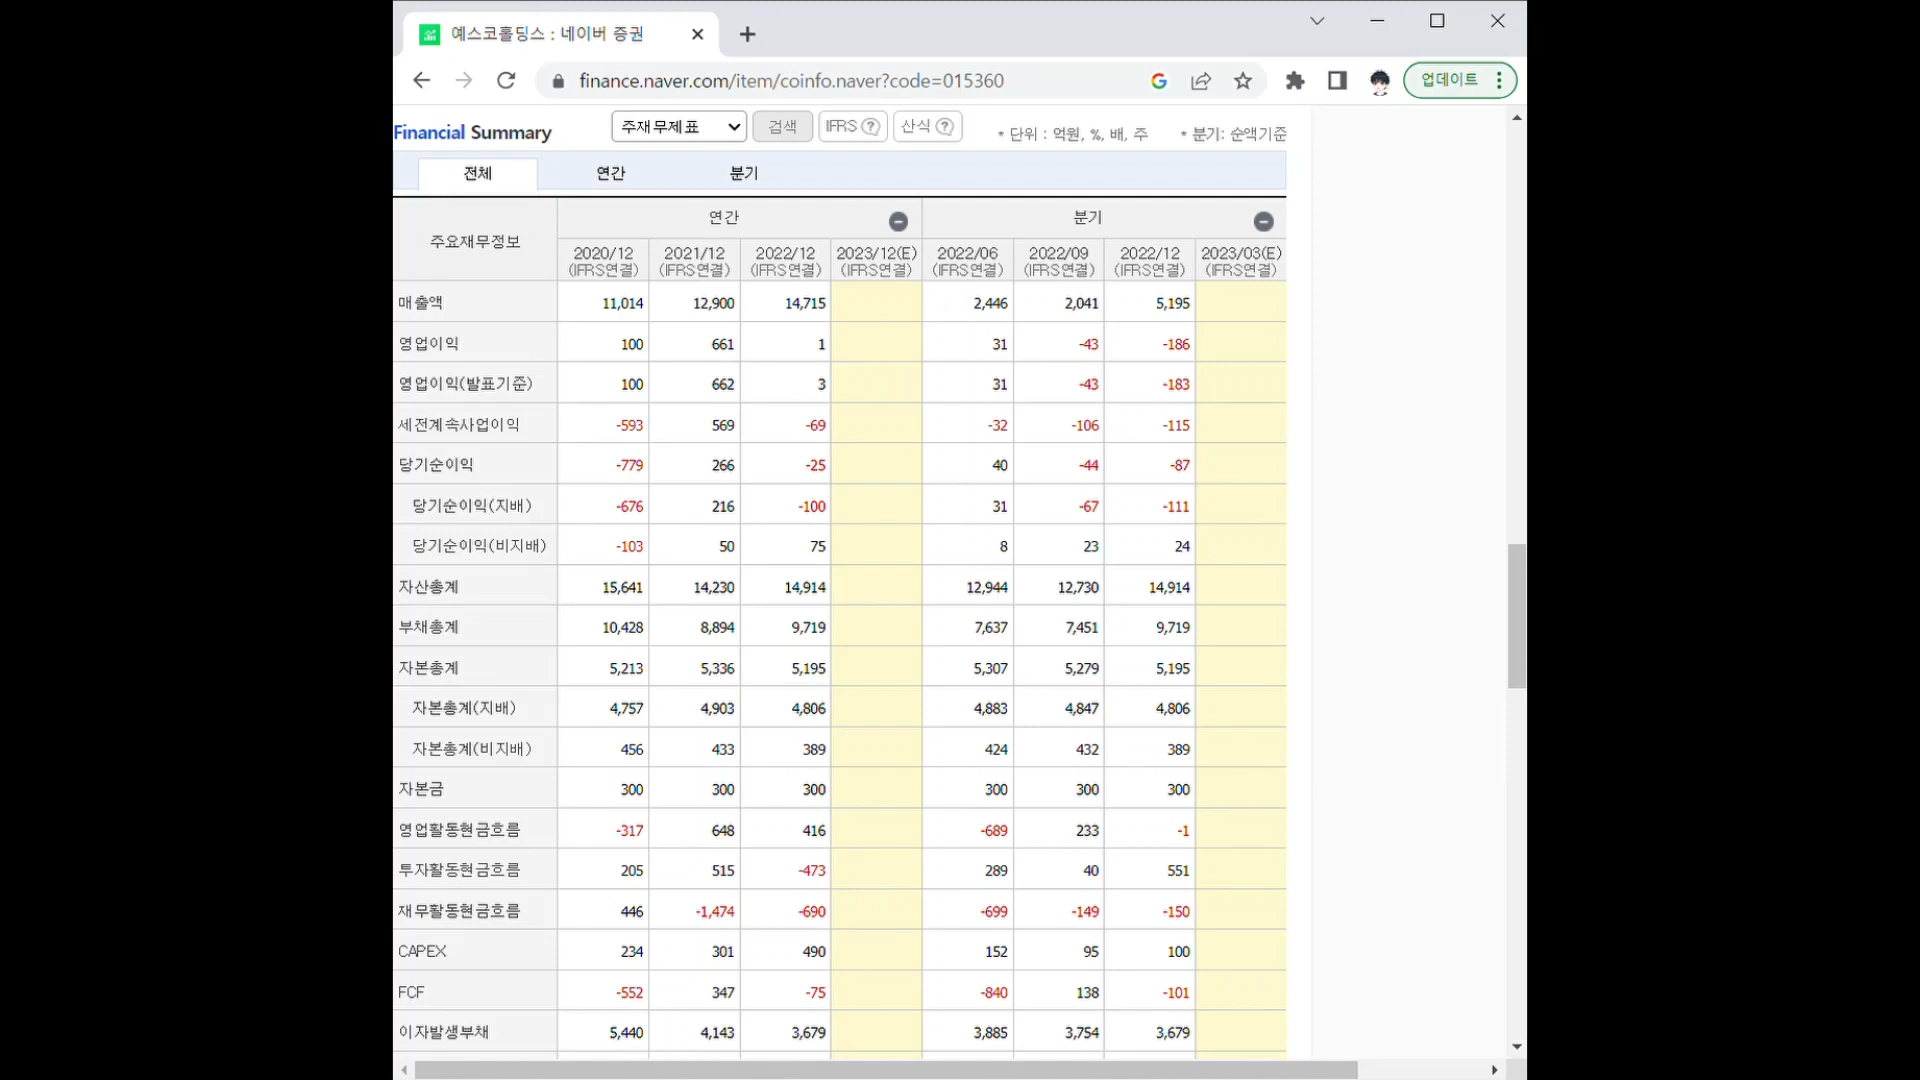 예스코홀딩스 : 네이버 증권
finance.naver.com/item/coinfo.naver?code=015360
업데이트
Financial Summary 주재무제표 검색 IFRS ? 산식 ? * 단위 : 억원, %, 배, 주 * 분기: 순액기준
전체 연간 분기
주요재무정보 연간 분기
2020/12 2021/12 2022/12 2023/12(E) 2022/06 2022/09 2022/12 2023/03(E)
(IFRS연결) (IFRS연결) (IFRS연결) (IFRS연결) (IFRS연결) (IFRS연결) (IFRS연결) (IFRS연결)
매출액 11,014 12,900 14,715 2,446 2,041 5,195
영업이익 100 661 1 31 -43 -186
영업이익(발표기준) 100 662 3 31 -43 -183
세전계속사업이익 -593 569 -69 -32 -106 -115
당기순이익 -779 266 -25 40 -44 -87
당기순이익(지배) -676 216 -100 31 -67 -111
당기순이익(비지배) -103 50 75 8 23 24
자산총계 15,641 14,230 14,914 12,944 12,730 14,914
부채총계 10,428 8,894 9,719 7,637 7,451 9,719
자본총계 5,213 5,336 5,195 5,307 5,279 5,195
자본총계(지배) 4,757 4,903 4,806 4,883 4,847 4,806
자본총계(비지배) 456 433 389 424 432 389
자본금 300 300 300 300 300 300
영업활동현금흐름 -317 648 416 -689 233 -1
투자활동현금흐름 205 515 -473 289 40 551
재무활동현금흐름 446 -1,474 -690 -699 -149 -150
CAPEX 234 301 490 152 95 100
FCF -552 347 -75 -840 138 -101
이자발생부채 5,440 4,143 3,679 3,885 3,754 3,679